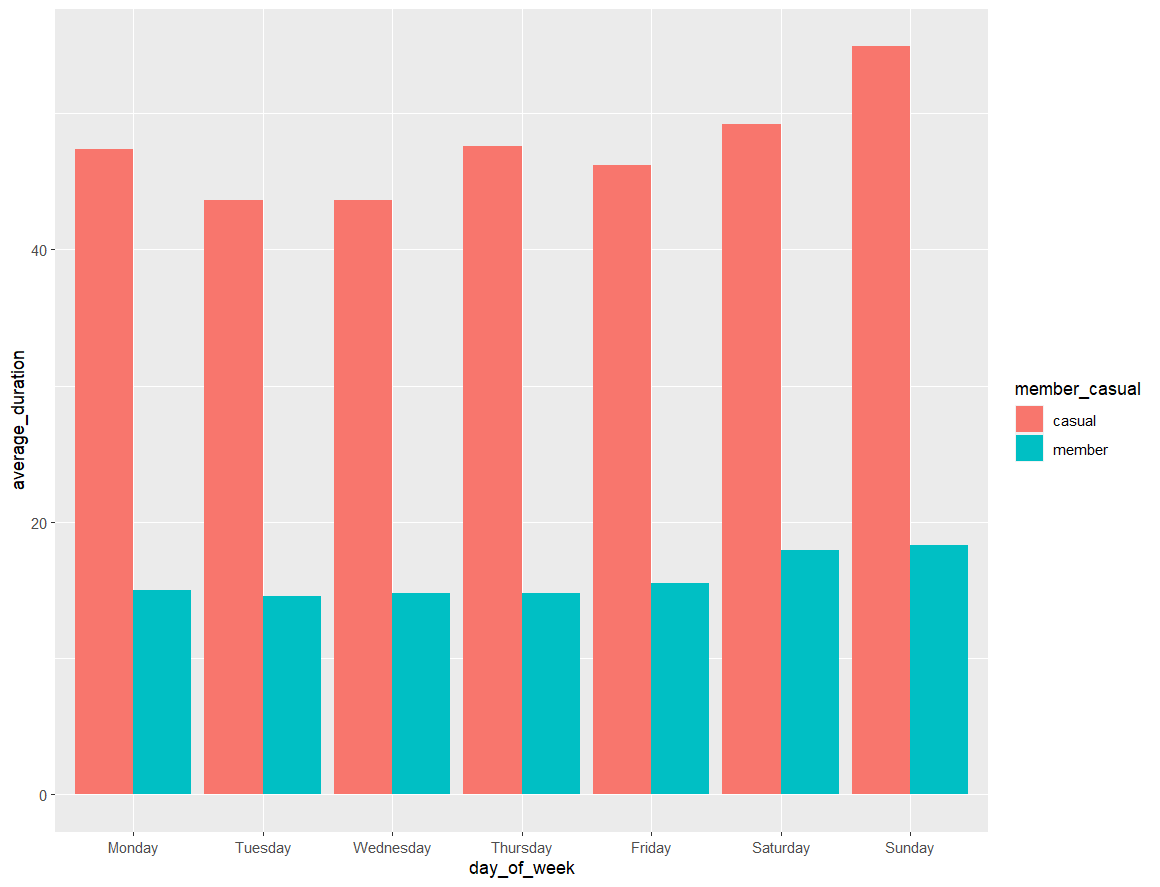 average_duration
40
20
0
Monday Tuesday Wednesday Thursday Friday Saturday Sunday
day_of_week
member_casual
casual
member